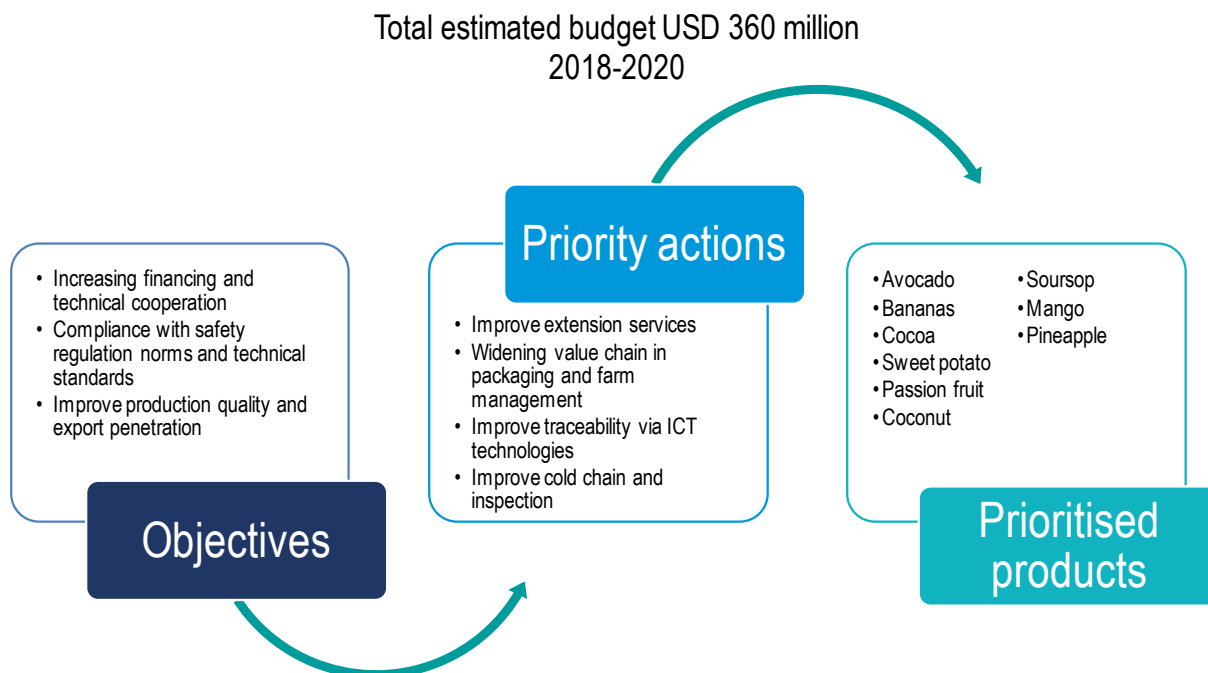 Total estimated budget USD 360 million
2018-2020
• Increasing financing and
technical cooperation
• Compliance with safety
regulation norms and technical
standards
• Improve production quality and
export penetration
Objectives
Priority actions
• Improve extension services
• Widening value chain in
packaging and farm
management
• Improve traceability via ICT
technologies
• Improve cold chain and
inspection
• Avocado
• Bananas
• Cocoa
• Sweet potato
• Passion fruit
• Coconut
• Soursop
• Mango
• Pineapple
Prioritised
products